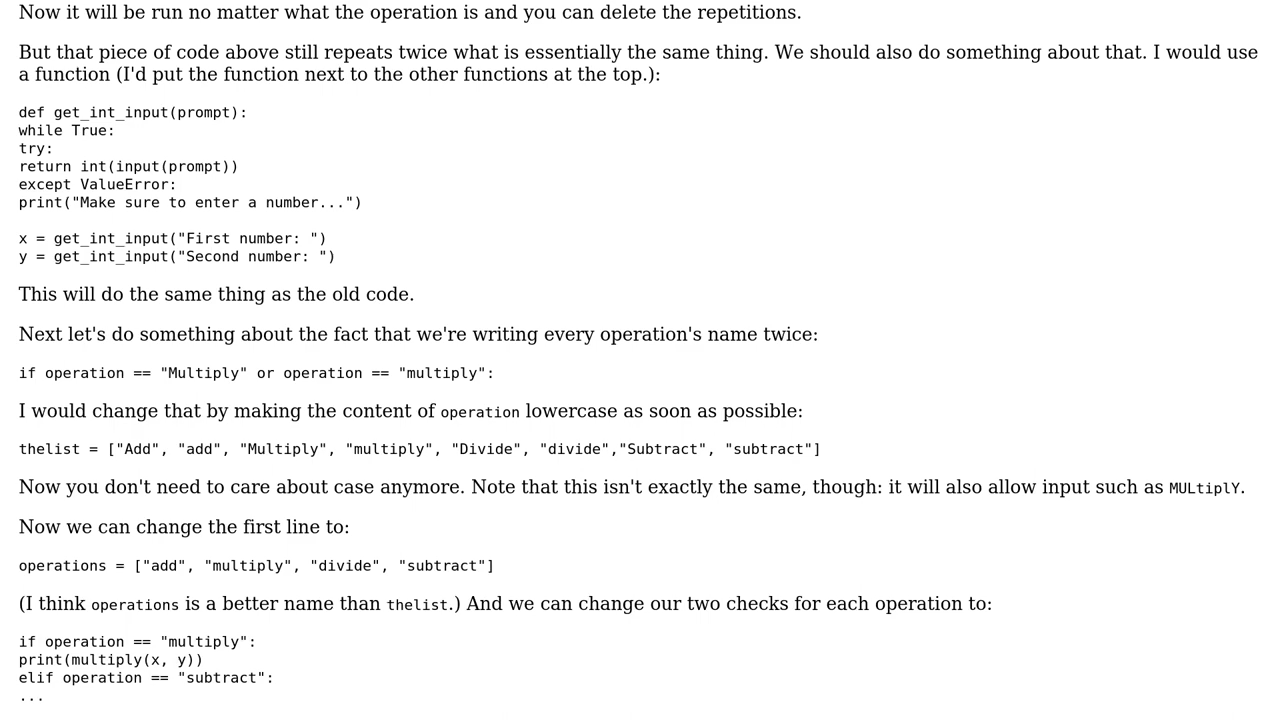 Now it will be run no matter what the operation is and you can delete the repetitions.
But that piece of code above still repeats twice what is essentially the same thing. We should also do something about that. I would use
a function (I'd put the function next to the other functions at the top.):
def get_int_input(prompt):
while True:
try:
return int(input(prompt))
except ValueError:
print("Make sure to enter a number...")
x = get_int_input("First number: ")
y = get_int_input("Second number: ")
This will do the same thing as the old code.
Next let's do something about the fact that we're writing every operation's name twice:
if operation == "Multiply" or operation == "multiply":
I would change that by making the content of operation lowercase as soon as possible:
thelist = ["Add", "add", "Multiply", "multiply", "Divide", "divide","Subtract", "subtract"]
Now you don't need to care about case anymore. Note that this isn't exactly the same, though: it will also allow input such as MULtiplY.
Now we can change the first line to:
operations = ["add", "multiply", "divide", "subtract"]
(I think operations is a better name than thelist.) And we can change our two checks for each operation to:
if operation == "multiply":
print(multiply(x, y))
elif operation == "subtract":
...